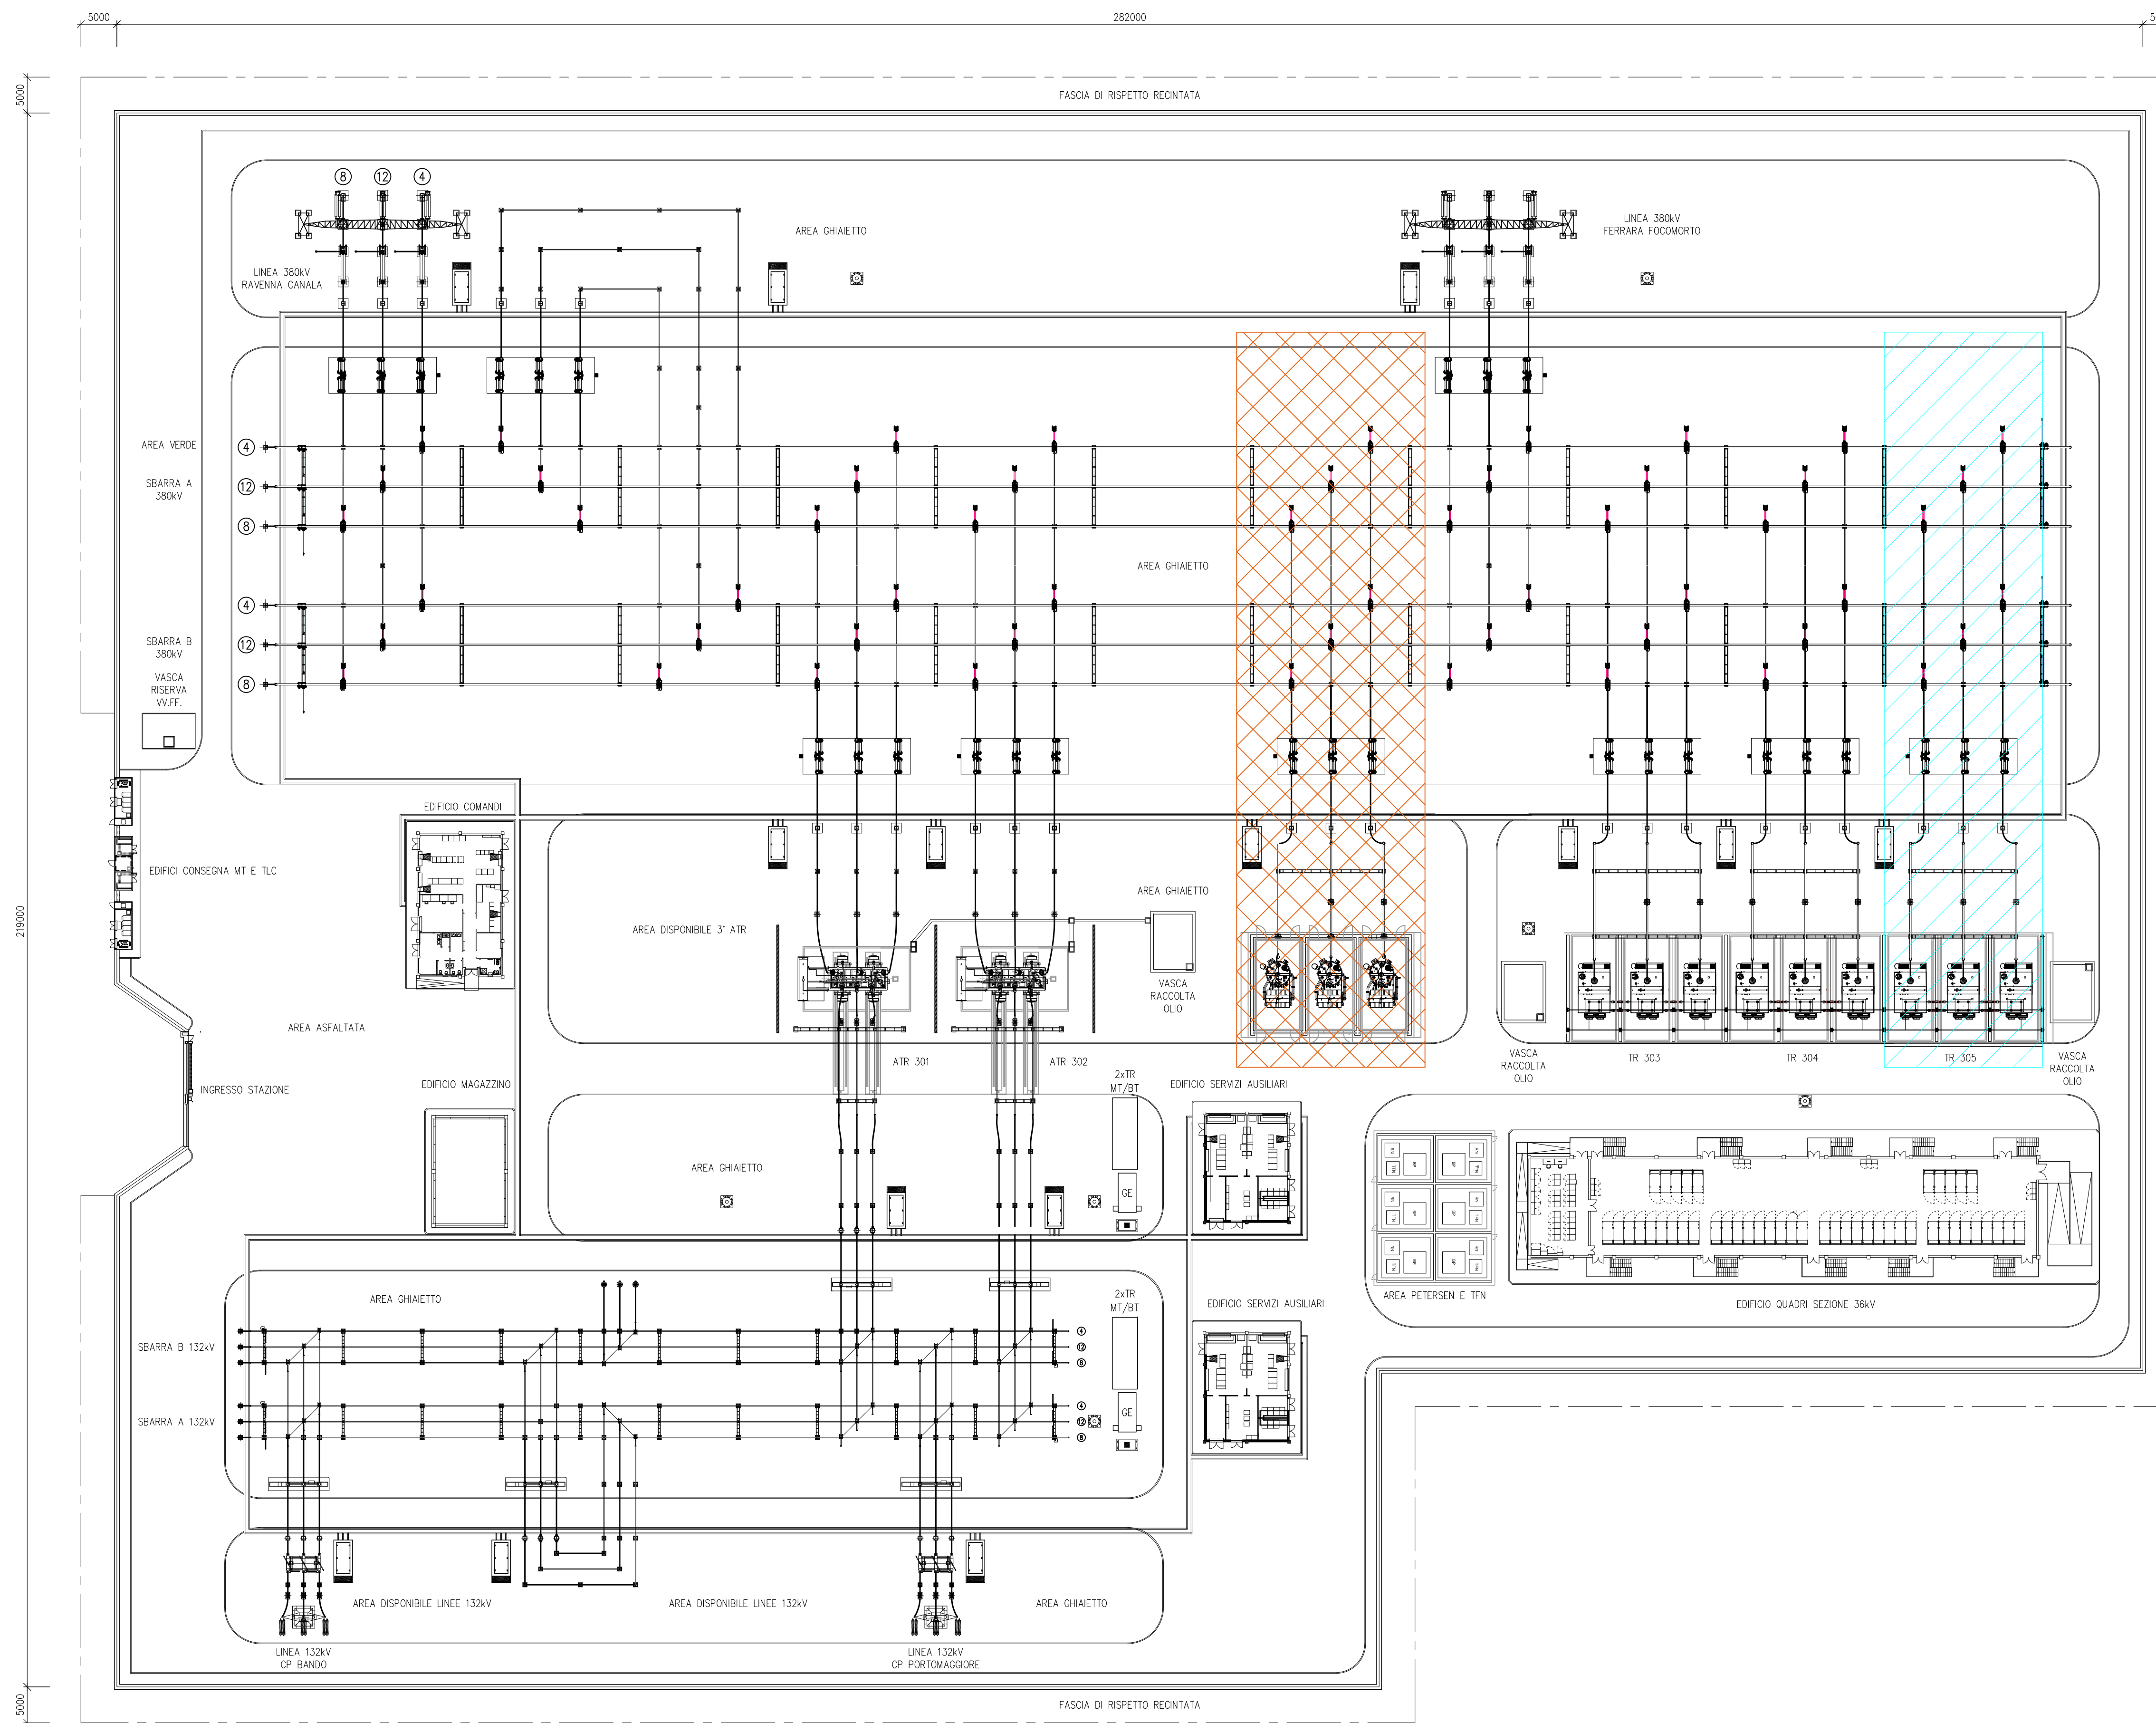 5000
282000
5000
FASCIA DI RISPETTO RECINTATA
8
12
4
AREA GHIAIETTO
LINEA 380kV
FERRARA FOCOMORTO
LINEA 380kV
RAVENNA CANALA
AREA VERDE
4
SBARRA A
380kV
12
8
AREA GHIAIETTO
4
SBARRA B
380kV
12
8
VASCA
RISERVA
VV.FF.
EDIFICIO COMANDI
EDIFICI CONSEGNA MT E TLC
219000
AREA GHIAIETTO
AREA DISPONIBILE 3° ATR
VASCA
RACCOLTA
OLIO
AREA ASFALTATA
ATR 301
ATR 302
VASCA
RACCOLTA
OLIO
TR 303
TR 304
TR 305
VASCA
RACCOLTA
OLIO
INGRESSO STAZIONE
EDIFICIO MAGAZZINO
2xTR
MT/BT
EDIFICIO SERVIZI AUSILIARI
AREA GHIAIETTO
GE
AREA PETERSEN E TFN
EDIFICIO QUADRI SEZIONE 36kV
AREA GHIAIETTO
2xTR
MT/BT
EDIFICIO SERVIZI AUSILIARI
SBARRA B 132kV
4
12
8
SBARRA A 132kV
4
12
8
GE
AREA DISPONIBILE LINEE 132kV
AREA DISPONIBILE LINEE 132kV
AREA GHIAIETTO
LINEA 132kV
CP BANDO
LINEA 132kV
CP PORTOMAGGIORE
5000
FASCIA DI RISPETTO RECINTATA